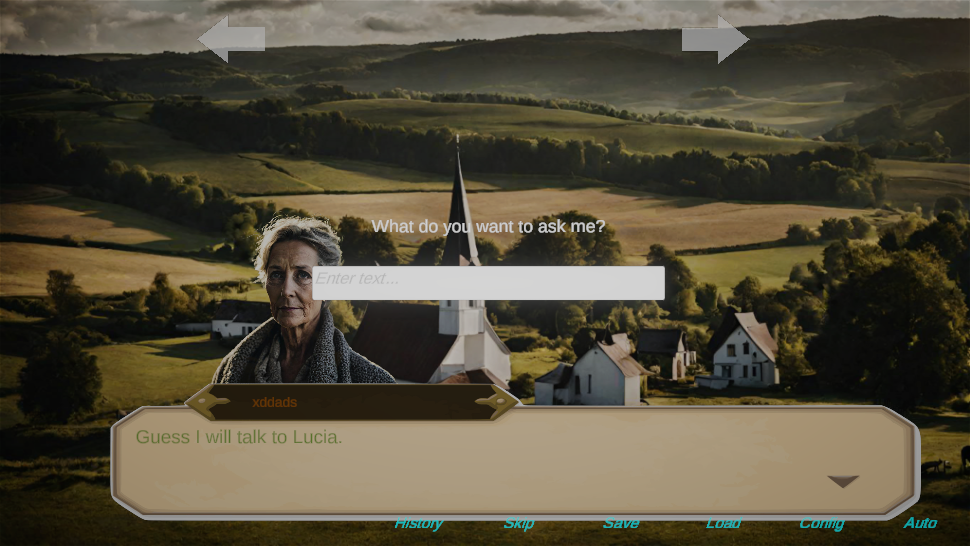 What do you want to ask me?
Enter text...
xddads
Guess I will talk to Lucia.
History Skip Save Load Config Auto